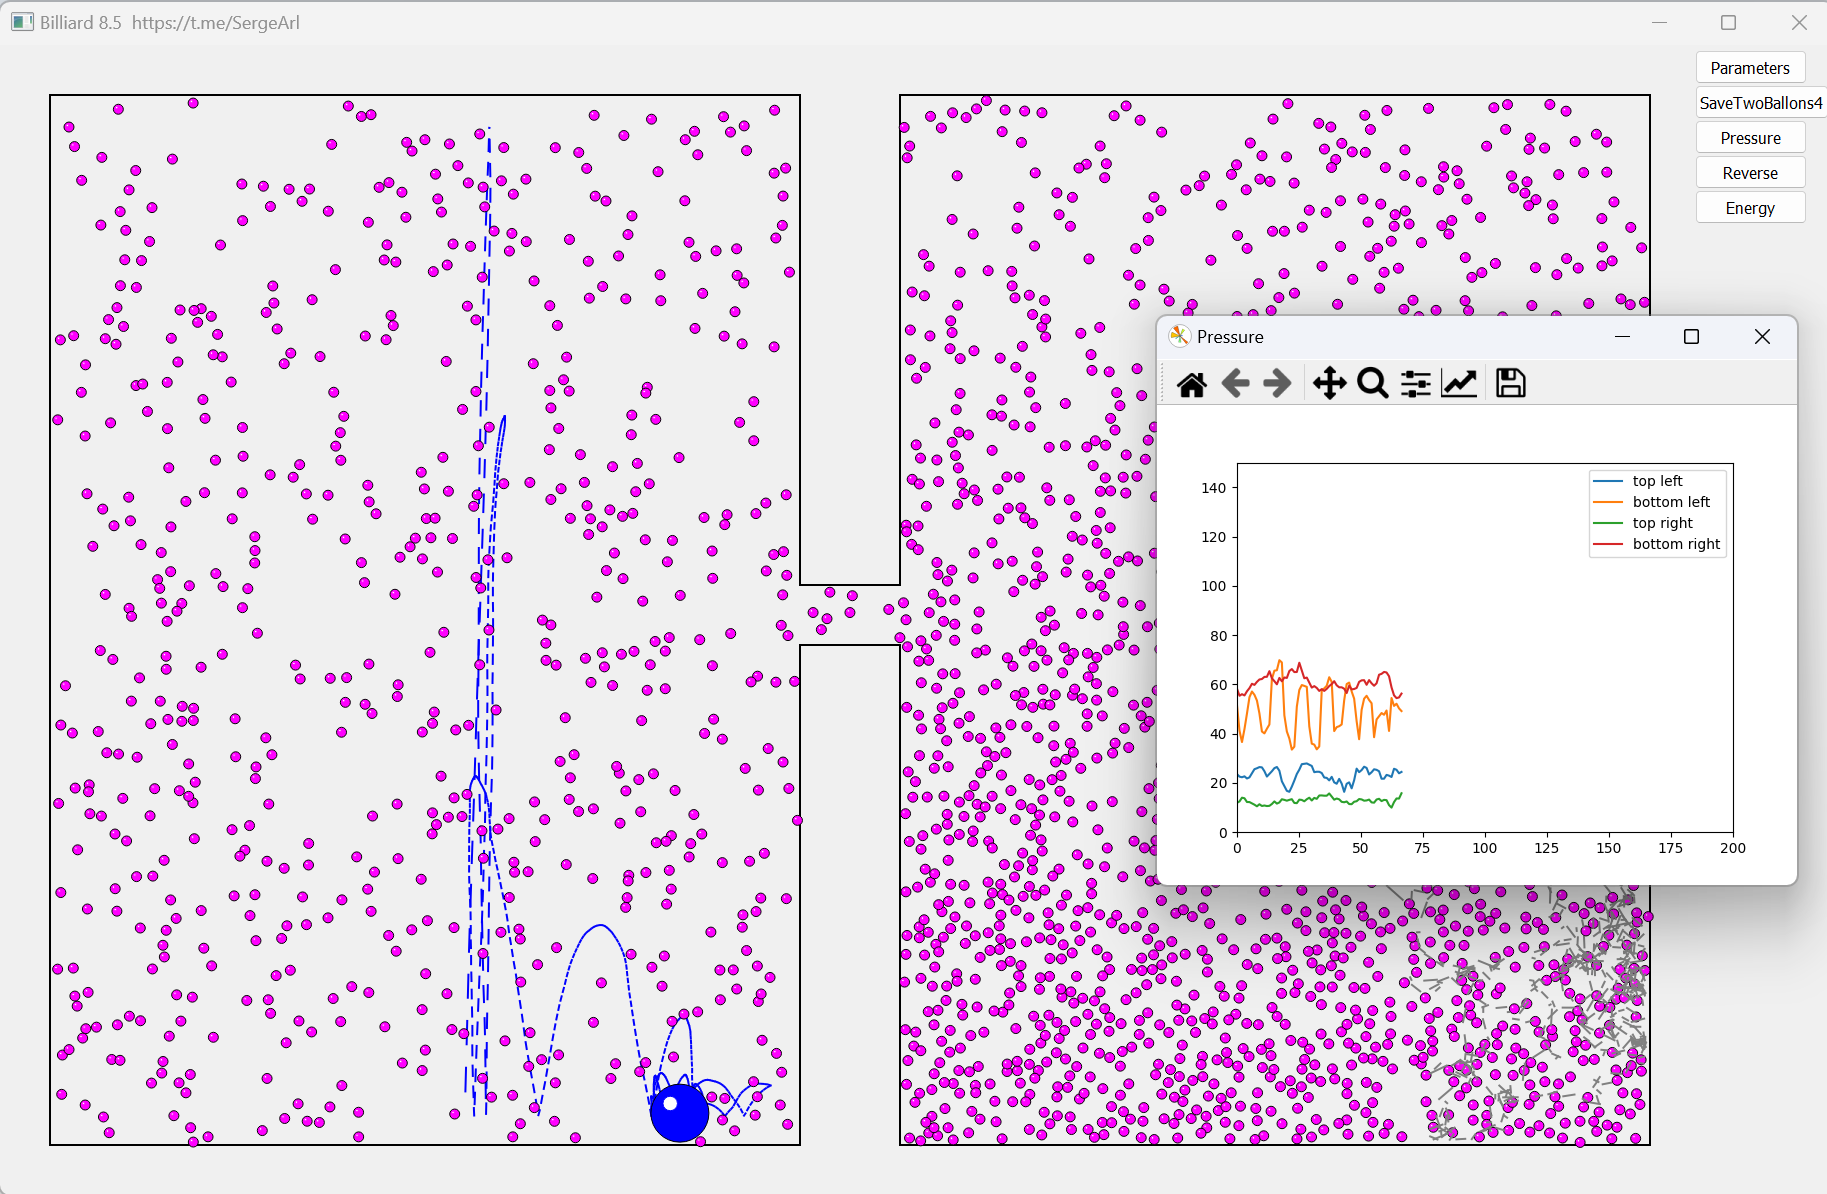 Billiard 8.5 https://t.me/SergeArl
Parameters
SaveTwoBallons4
Pressure
Reverse
Energy
Pressure
140
120
100
80
60
40
20
0
0 25 50 75 100 125 150 175 200
top left
bottom left
top right
bottom right